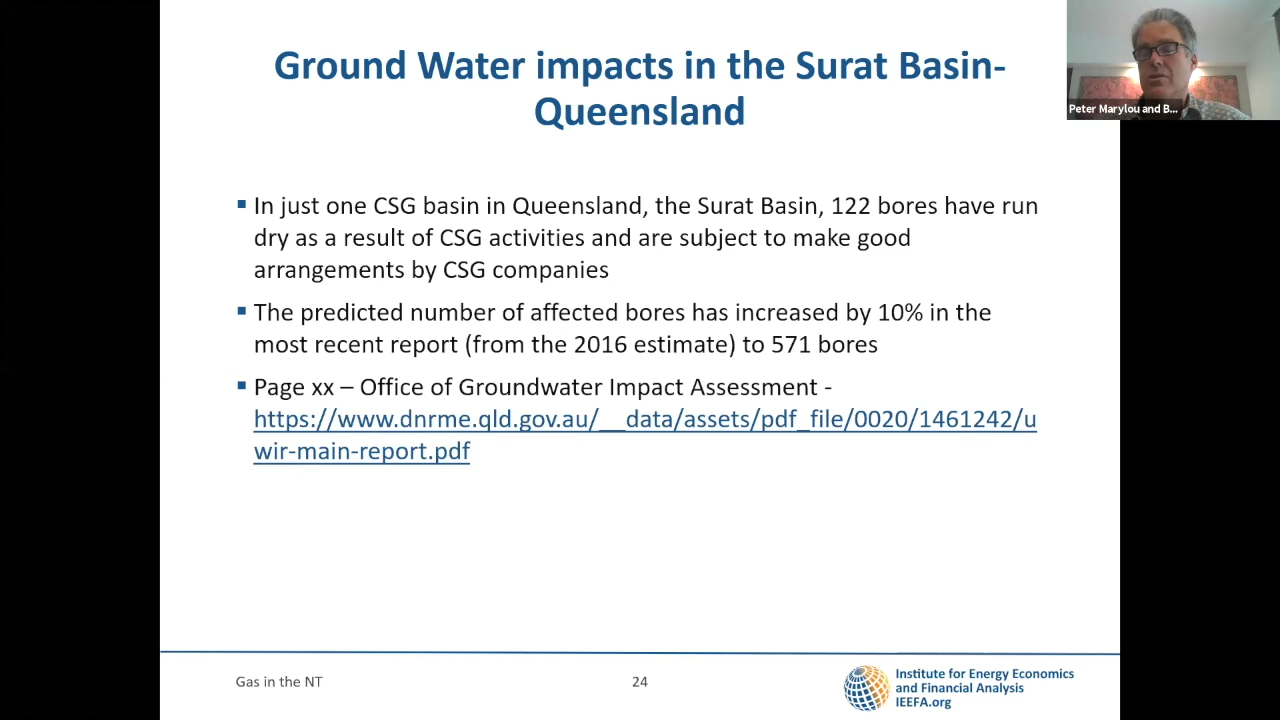 Ground Water impacts in the Surat Basin-
Queensland
Peter Marylou and B...
▪ In just one CSG basin in Queensland, the Surat Basin, 122 bores have run
dry as a result of CSG activities and are subject to make good
arrangements by CSG companies
▪ The predicted number of affected bores has increased by 10% in the
most recent report (from the 2016 estimate) to 571 bores
▪ Page xx – Office of Groundwater Impact Assessment -
https://www.dnrme.qld.gov.au/__data/assets/pdf_file/0020/1461242/u
wir-main-report.pdf
Gas in the NT
24
Institute for Energy Economics
and Financial Analysis
IEEFA.org